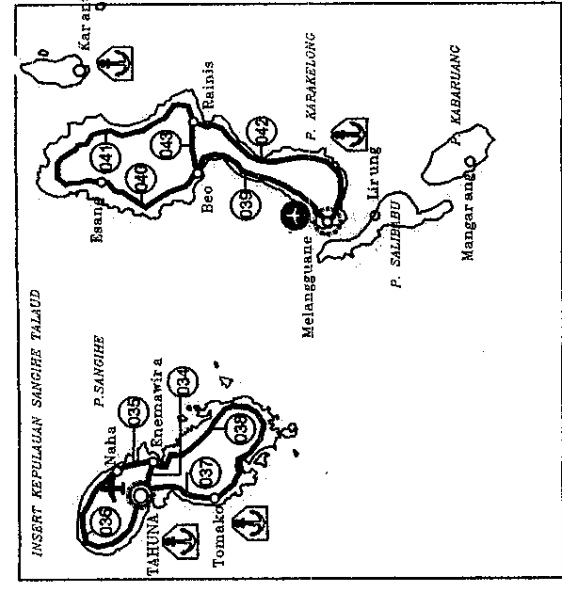 INSERT KEPULAUAN SANGIHE TALAUD
P.SANGIHE
036
Naha
035
TAHUNA
Enemawira
034
037
038
Tomako
Esang
041
040
043
Beo
Rainis
039
042
P. KARAKELONG
Melangguane
Lirung
P. SALIBABU
P. KABARUANG
Mangarang